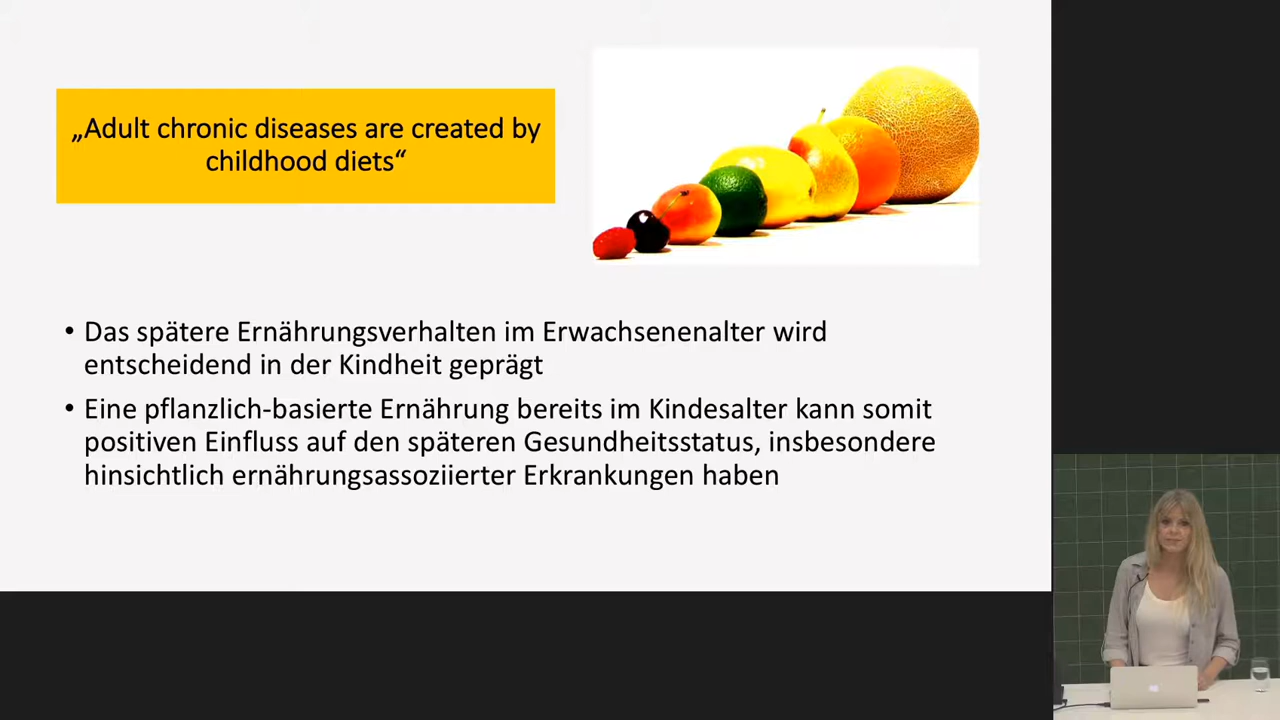 „Adult chronic diseases are created by
childhood diets“
• Das spätere Ernährungsverhalten im Erwachsenenalter wird
entscheidend in der Kindheit geprägt
• Eine pflanzlich-basierte Ernährung bereits im Kindesalter kann somit
positiven Einfluss auf den späteren Gesundheitsstatus, insbesondere
hinsichtlich ernährungsassoziierter Erkrankungen haben